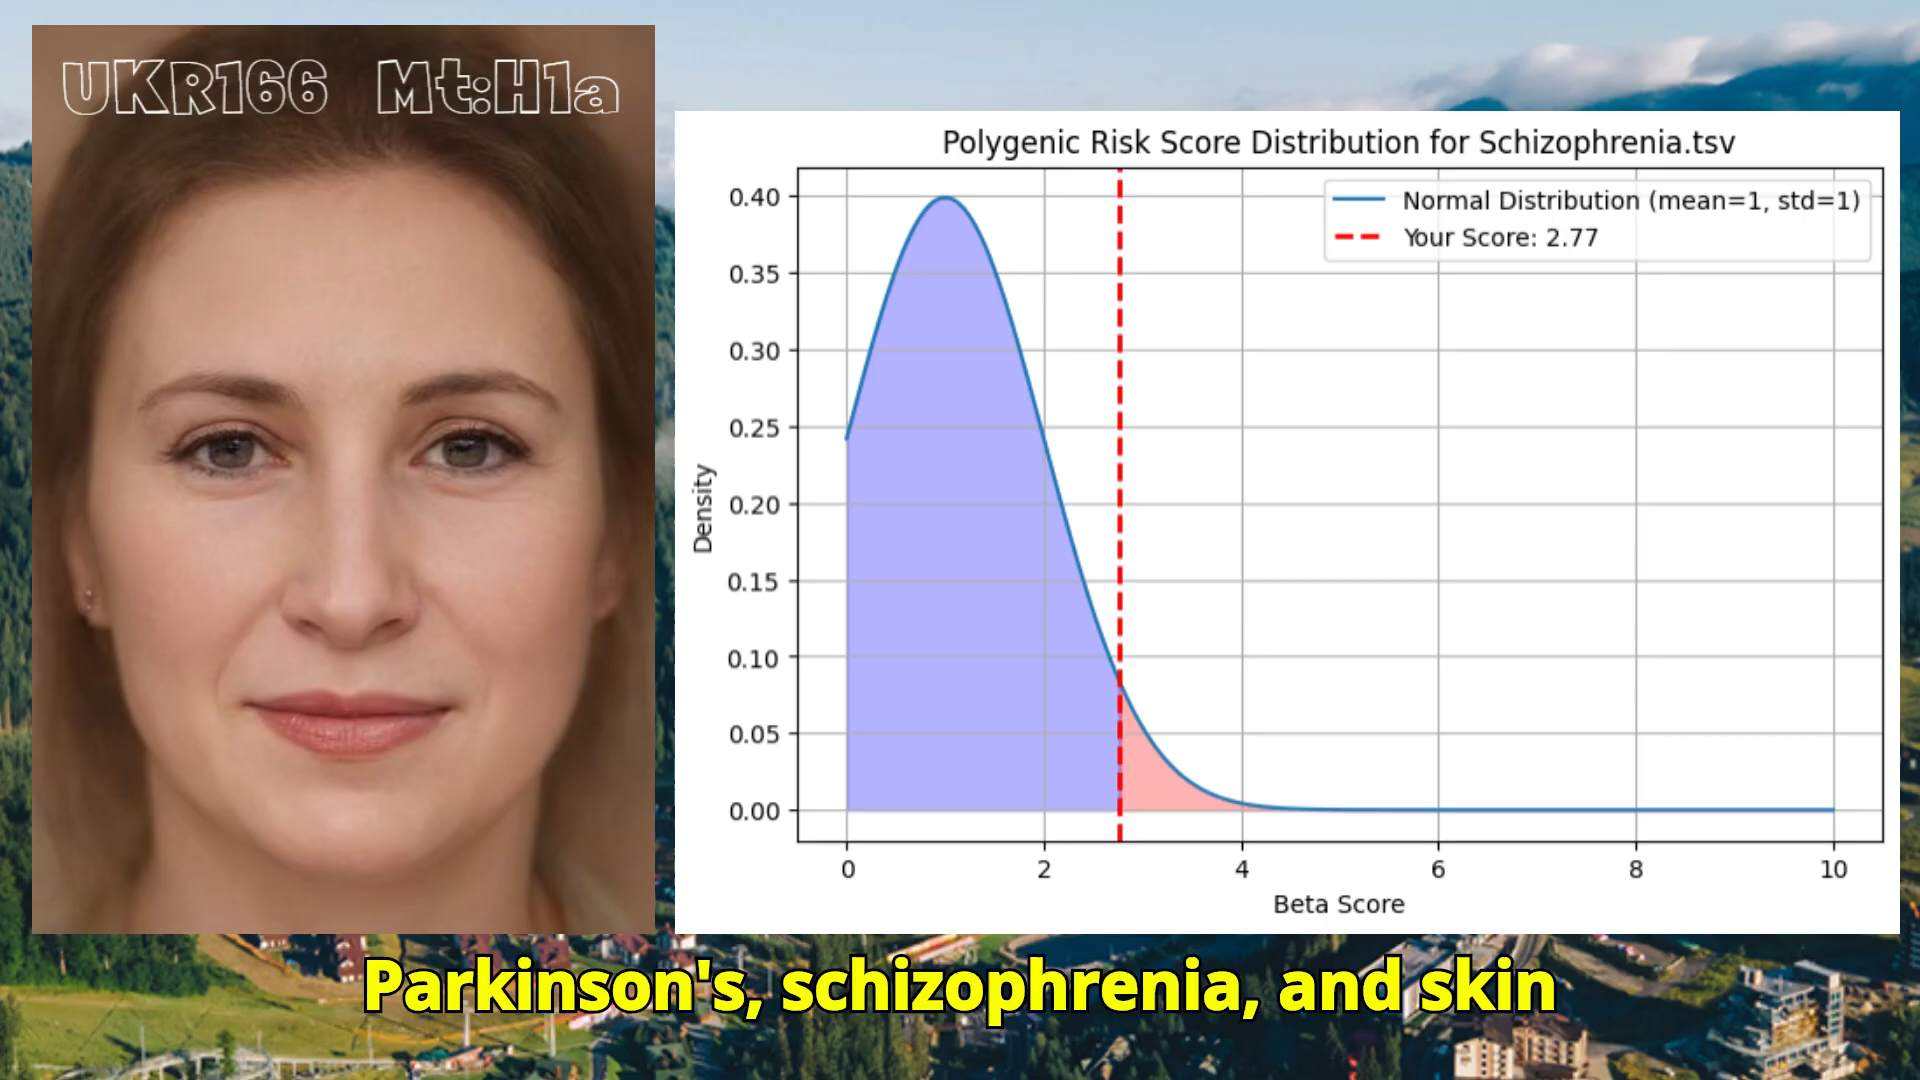 UKR166 Mt:H1a
Polygenic Risk Score Distribution for Schizophrenia.tsv
Normal Distribution (mean=1, std=1)
Your Score: 2.77
Density
0.40
0.35
0.30
0.25
0.20
0.15
0.10
0.05
0.00
0 2 4 6 8 10
Beta Score
Parkinson's, schizophrenia, and skin